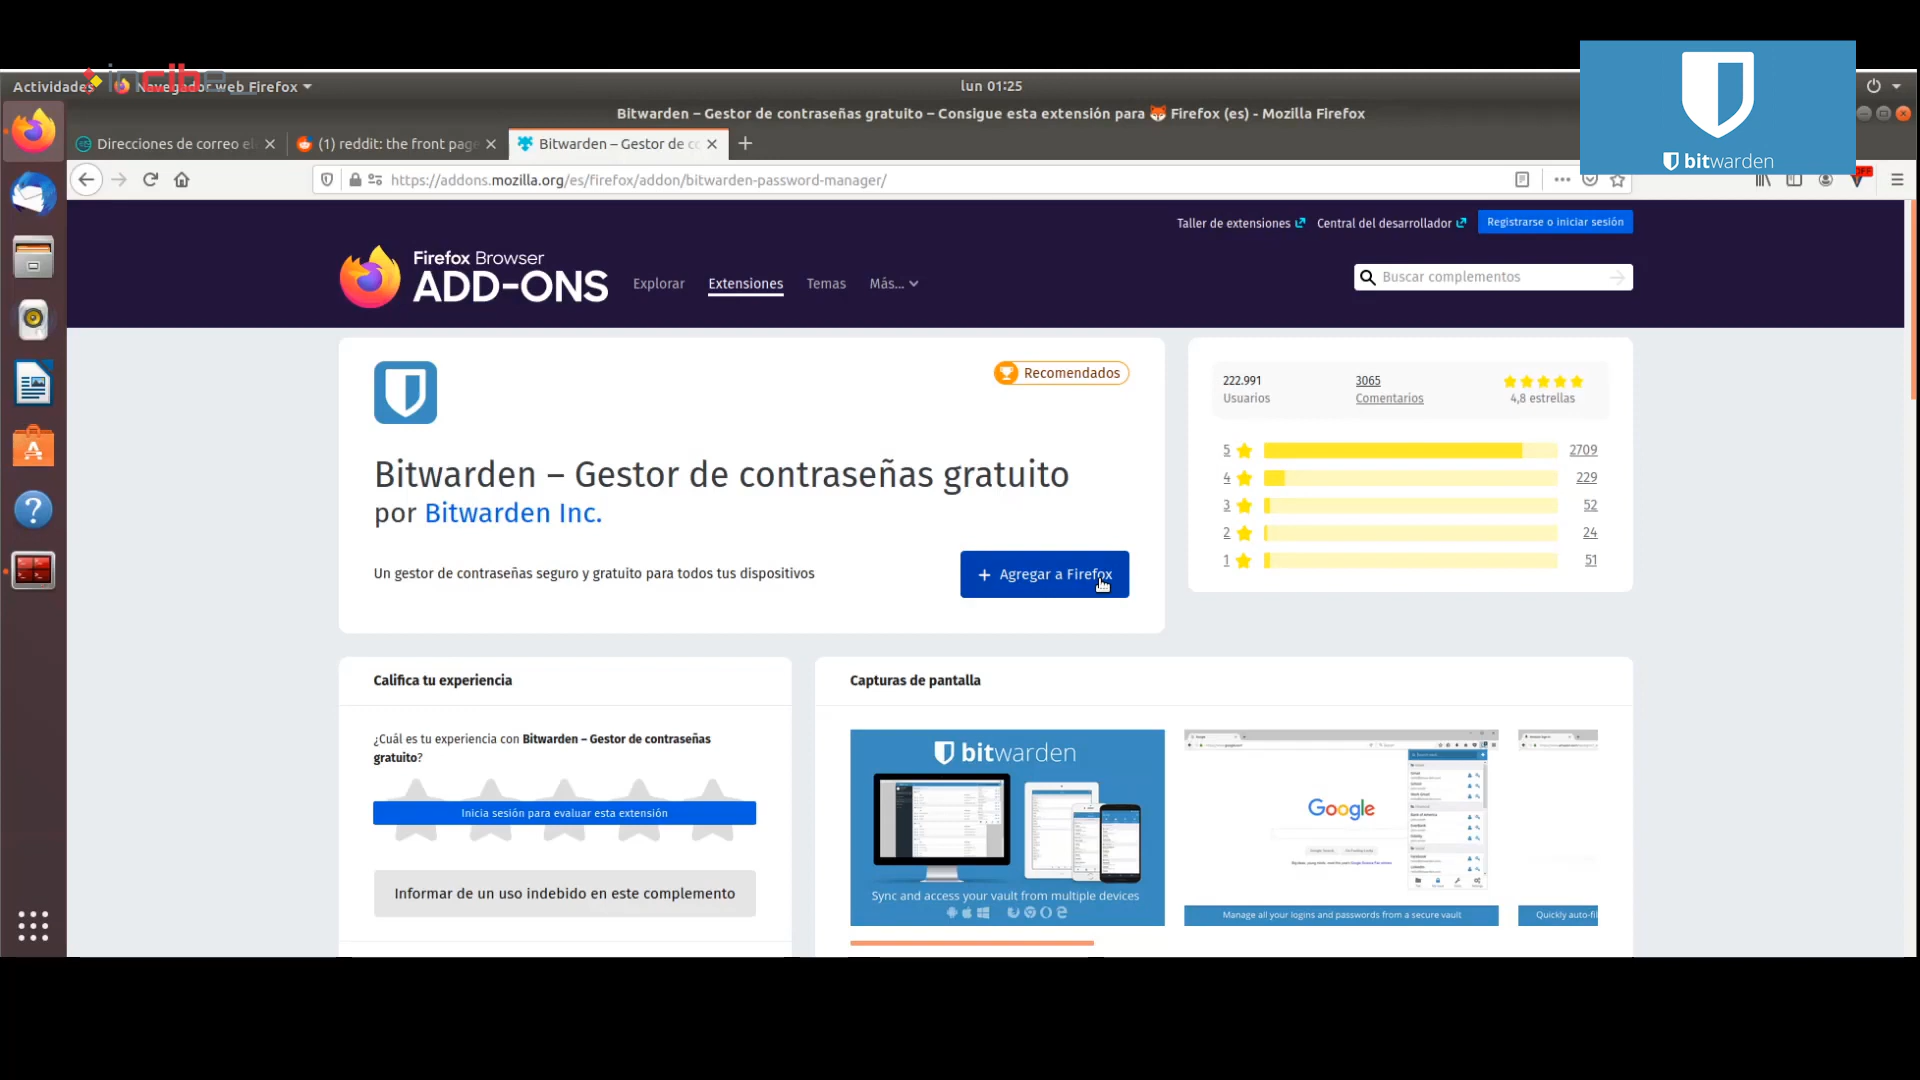 Actividades
incibe_
Navegador web Firefox
lun 01:25
bitwarden
Bitwarden – Gestor de contraseñas gratuito – Consigue esta extensión para 🦊 Firefox (es) - Mozilla Firefox
Direcciones de correo el
(1) reddit: the front page
Bitwarden – Gestor de co
https://addons.mozilla.org/es/firefox/addon/bitwarden-password-manager/
OFF
Taller de extensiones
Central del desarrollador
Registrarse o iniciar sesión
Firefox Browser
ADD-ONS
Explorar
Extensiones
Temas
Más...
Buscar complementos
Recomendados
Bitwarden – Gestor de contraseñas gratuito
por Bitwarden Inc.
Un gestor de contraseñas seguro y gratuito para todos tus dispositivos
+ Agregar a Firefox
222.991
Usuarios
3065
Comentarios
4,8 estrellas
5 2709
4 229
3 52
2 24
1 51
Califica tu experiencia
¿Cuál es tu experiencia con Bitwarden – Gestor de contraseñas
gratuito?
Inicia sesión para evaluar esta extensión
Informar de un uso indebido en este complemento
Capturas de pantalla
bitwarden
Sync and access your vault from multiple devices
Google
Manage all your logins and passwords from a secure vault
Quickly auto-fil